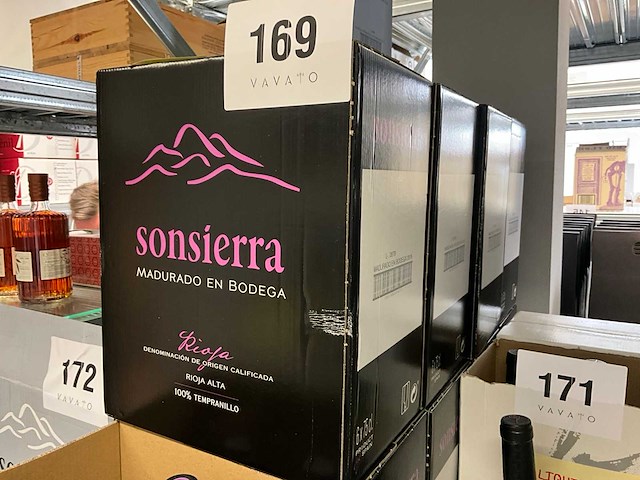 169
VAVATO
sonsierra
MADURADO EN BODEGA
Rioja
DENOMINACIÓN DE ORIGEN CALIFICADA
RIOJA ALTA
100% TEMPRANILLO
172
VAVATO
171
VAVATO